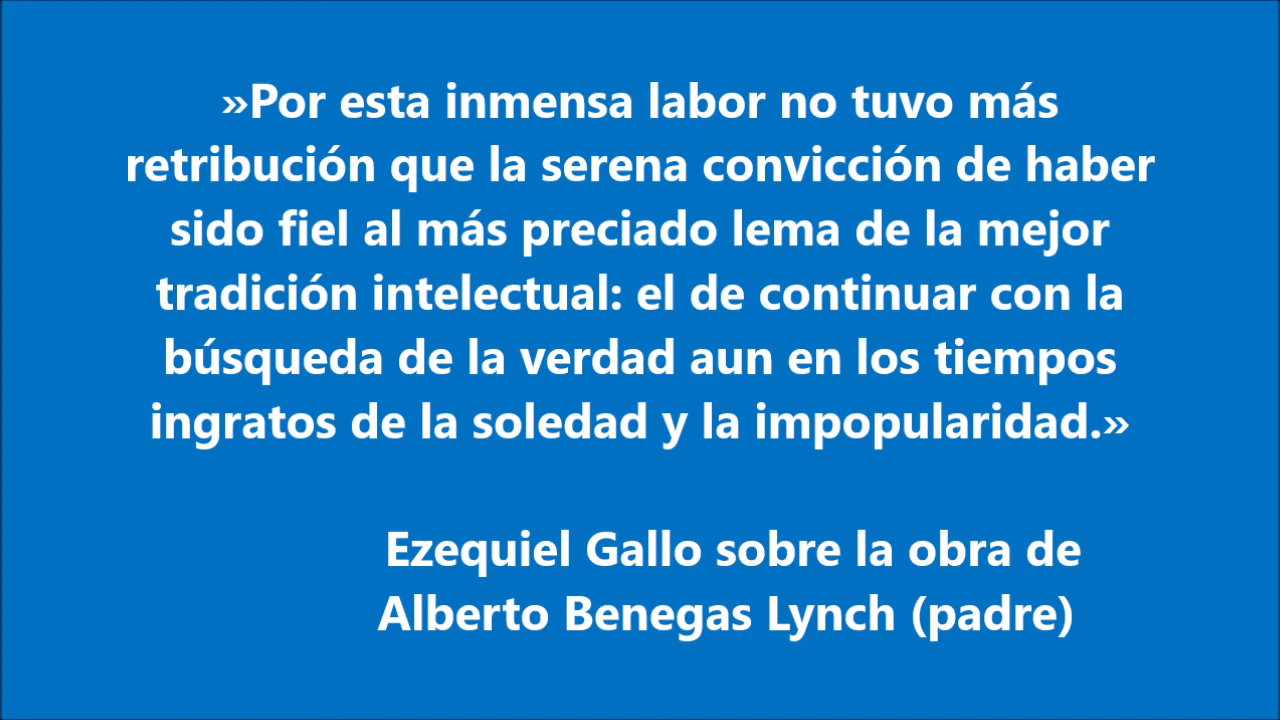 »Por esta inmensa labor no tuvo más
retribución que la serena convicción de haber
sido fiel al más preciado lema de la mejor
tradición intelectual: el de continuar con la
búsqueda de la verdad aun en los tiempos
ingratos de la soledad y la impopularidad.»
Ezequiel Gallo sobre la obra de
Alberto Benegas Lynch (padre)